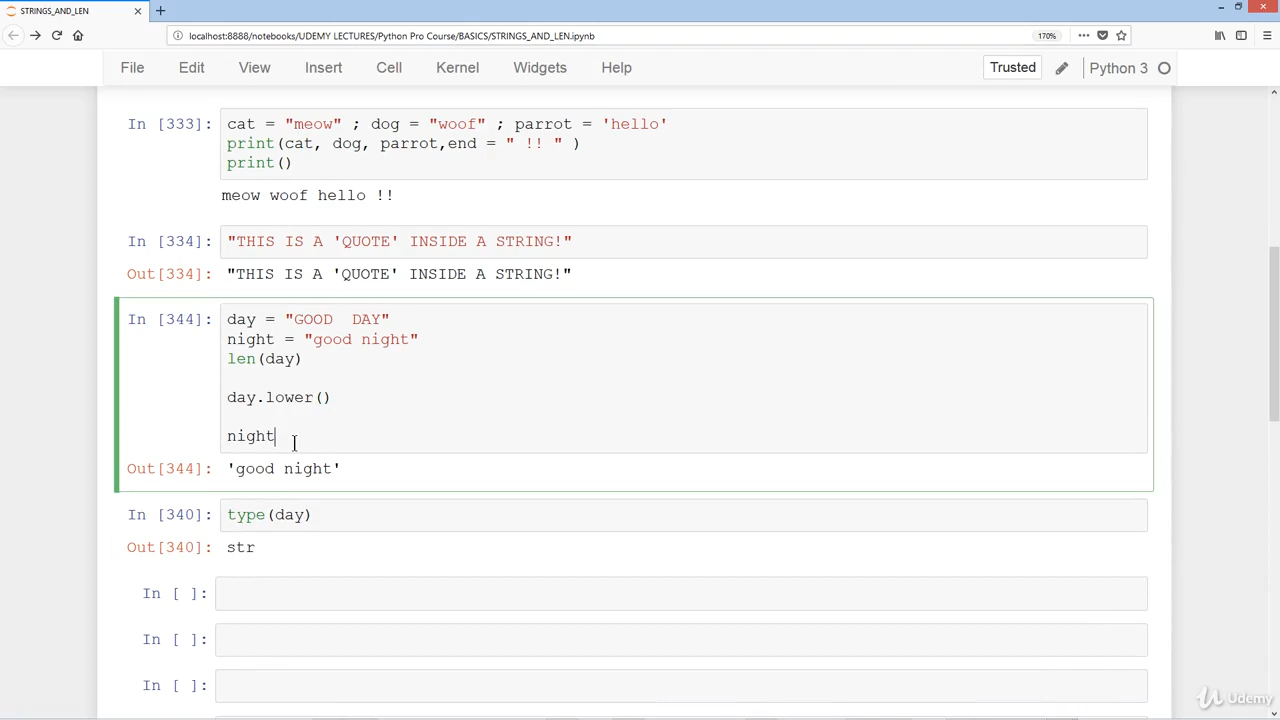 STRINGS_AND_LEN
localhost:8888/notebooks/UDEMY LECTURES/Python Pro Course/BASICS/STRINGS_AND_LEN.ipynb
170%
File Edit View Insert Cell Kernel Widgets Help Trusted Python 3
In [333]: cat = "meow" ; dog = "woof" ; parrot = 'hello'
print(cat, dog, parrot,end = " !! " )
print()
meow woof hello !!
In [334]: "THIS IS A 'QUOTE' INSIDE A STRING!"
Out[334]: "THIS IS A 'QUOTE' INSIDE A STRING!"
In [344]: day = "GOOD  DAY"
night = "good night"
len(day)
day.lower()
night
Out[344]: 'good night'
In [340]: type(day)
Out[340]: str
In [ ]:
In [ ]:
In [ ]:
Udemy